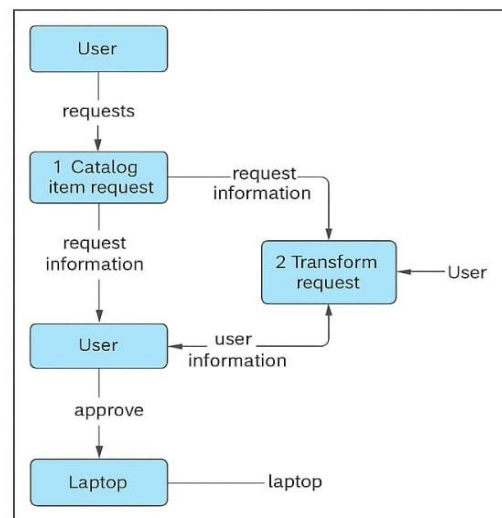 User
requests
1 Catalog
item request
request
information
request
information
2 Transform
request
User
User
user
information
approve
Laptop
laptop